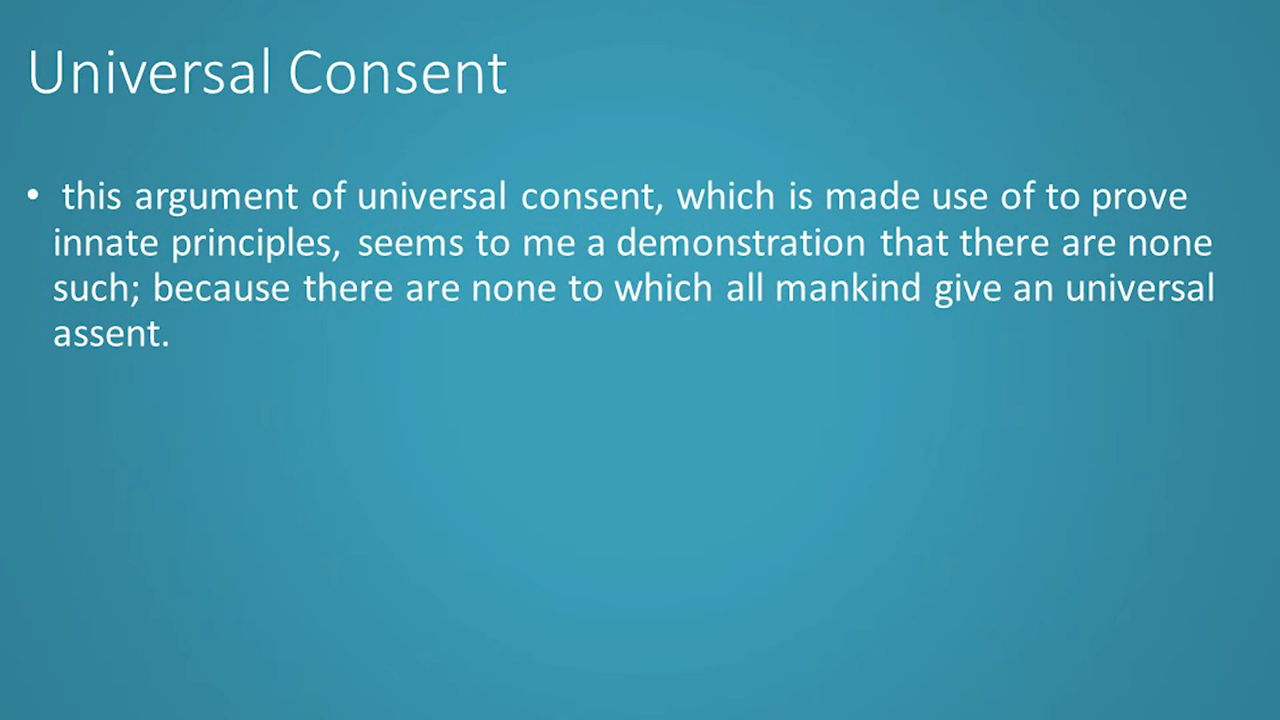 Universal Consent
• this argument of universal consent, which is made use of to prove
innate principles, seems to me a demonstration that there are none
such; because there are none to which all mankind give an universal
assent.